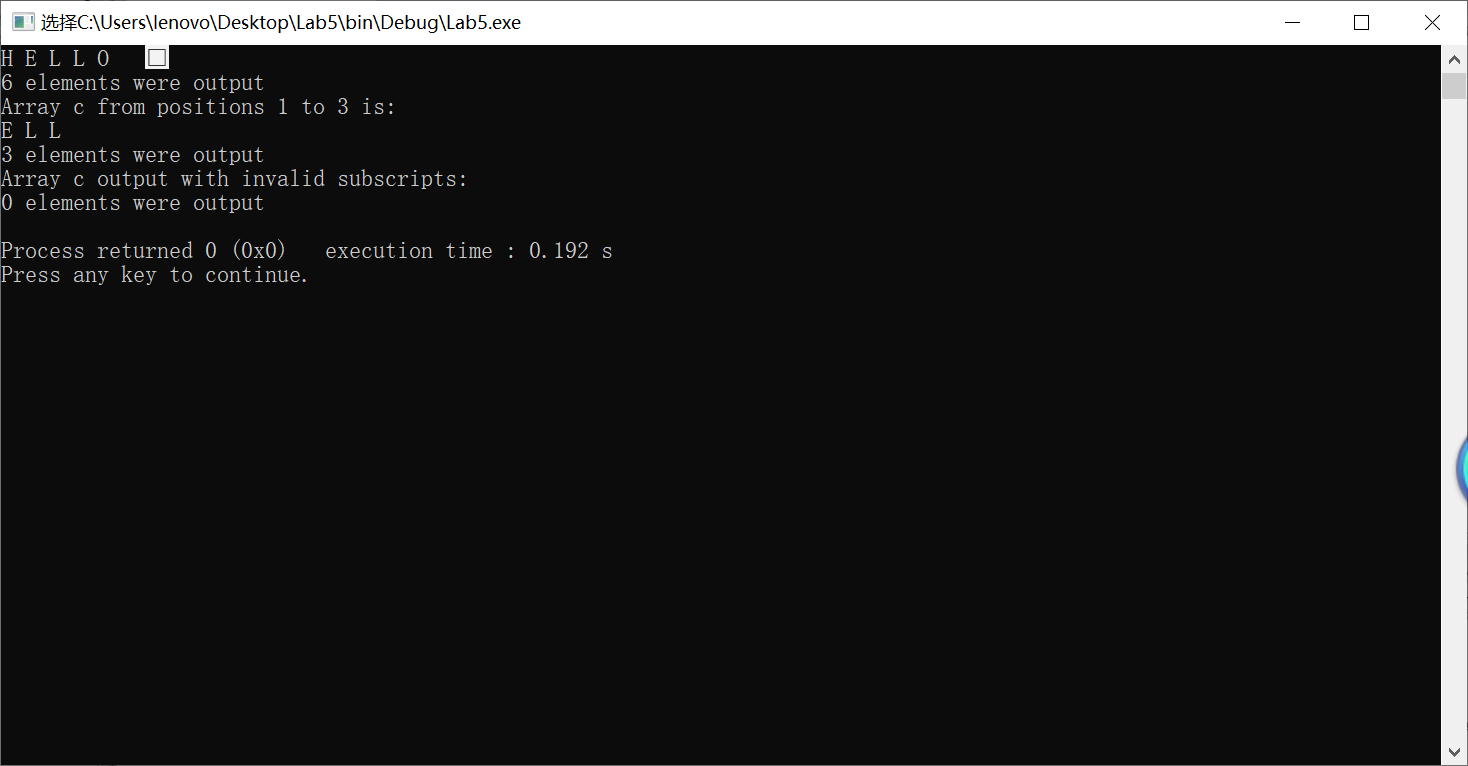 选择C:\Users\lenovo\Desktop\Lab5\bin\Debug\Lab5.exe
H E L L O
6 elements were output
Array c from positions 1 to 3 is:
E L L
3 elements were output
Array c output with invalid subscripts:
0 elements were output
Process returned 0 (0x0)   execution time : 0.192 s
Press any key to continue.